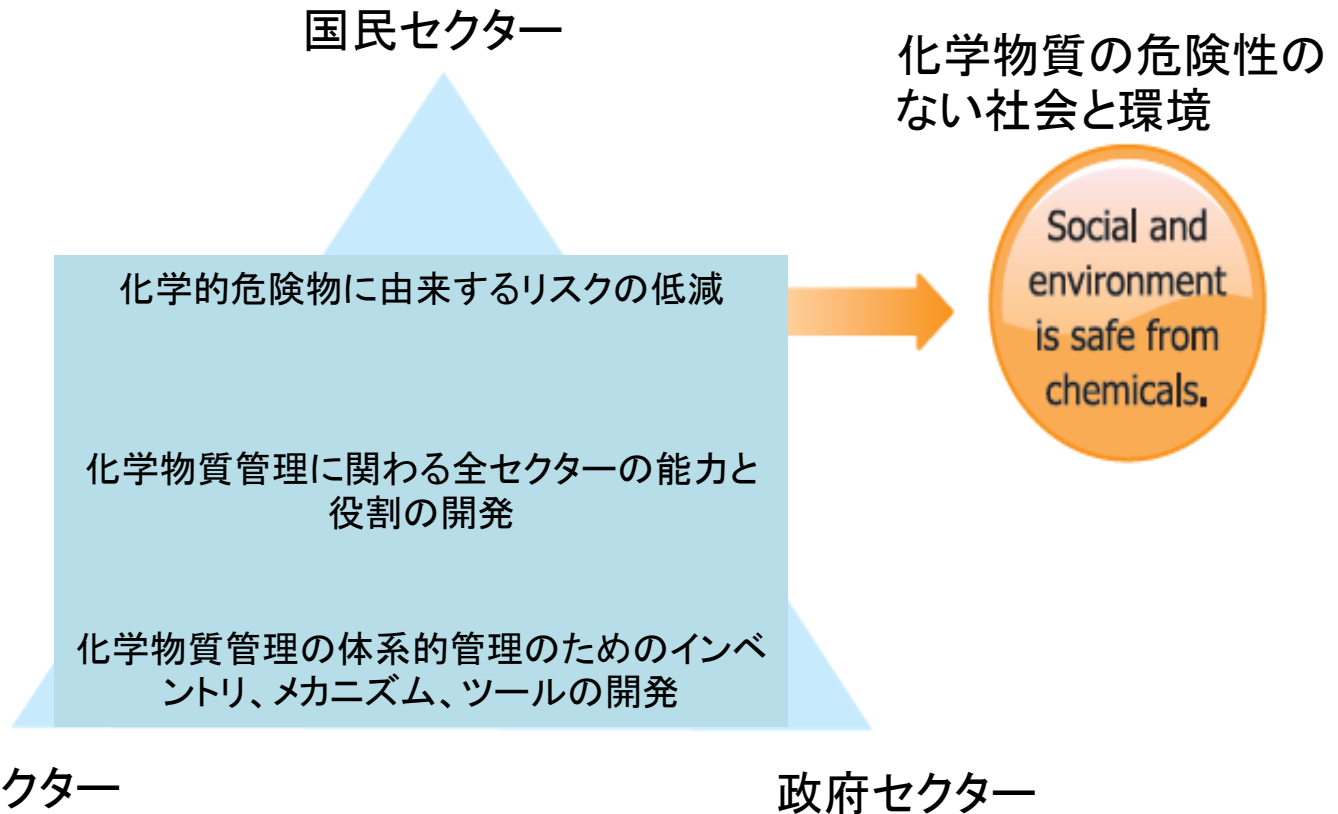 国民セクター
化学物質の危険性の
ない社会と環境
Social and
environment
is safe from
chemicals.
化学的危険物に由来するリスクの低減
化学物質管理に関わる全セクターの能力と
役割の開発
化学物質管理の体系的管理のためのインベ
ントリ、メカニズム、ツールの開発
クター
政府セクター